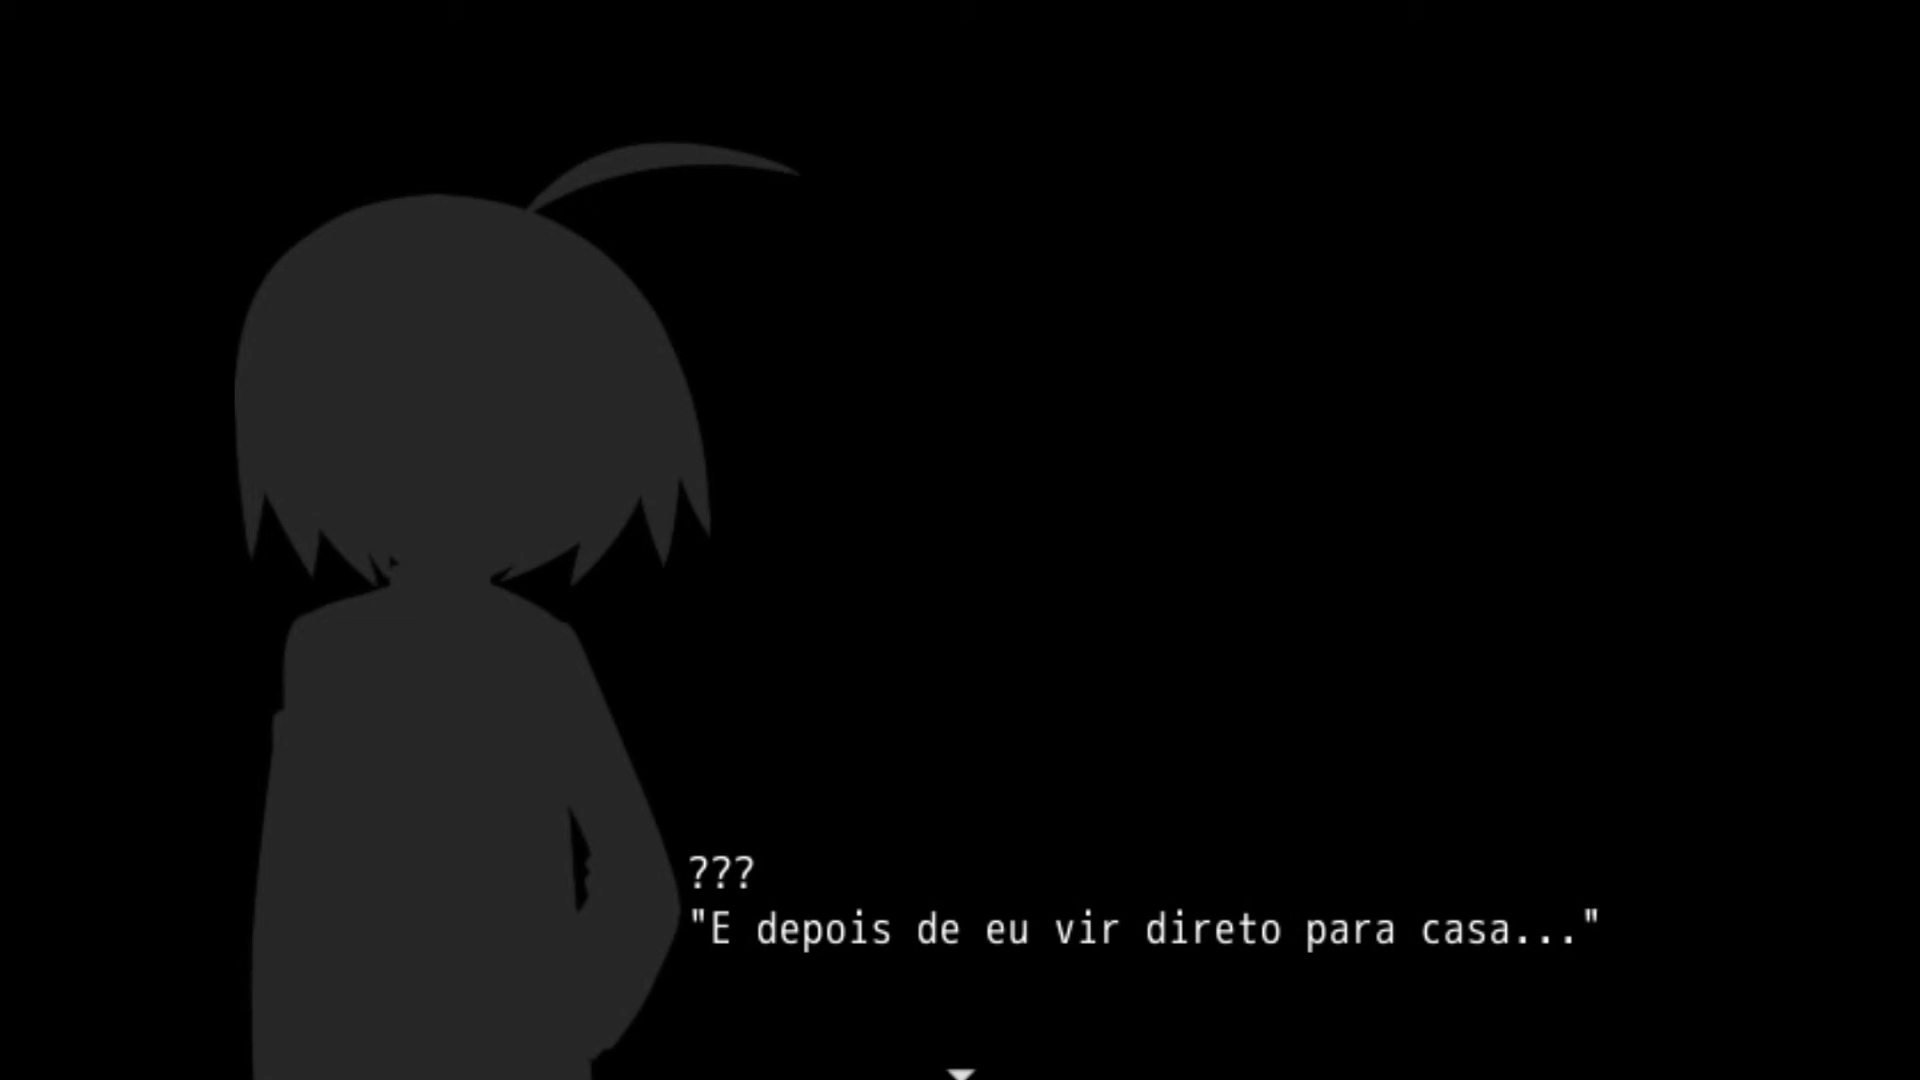 ???
"E depois de eu vir direto para casa..."